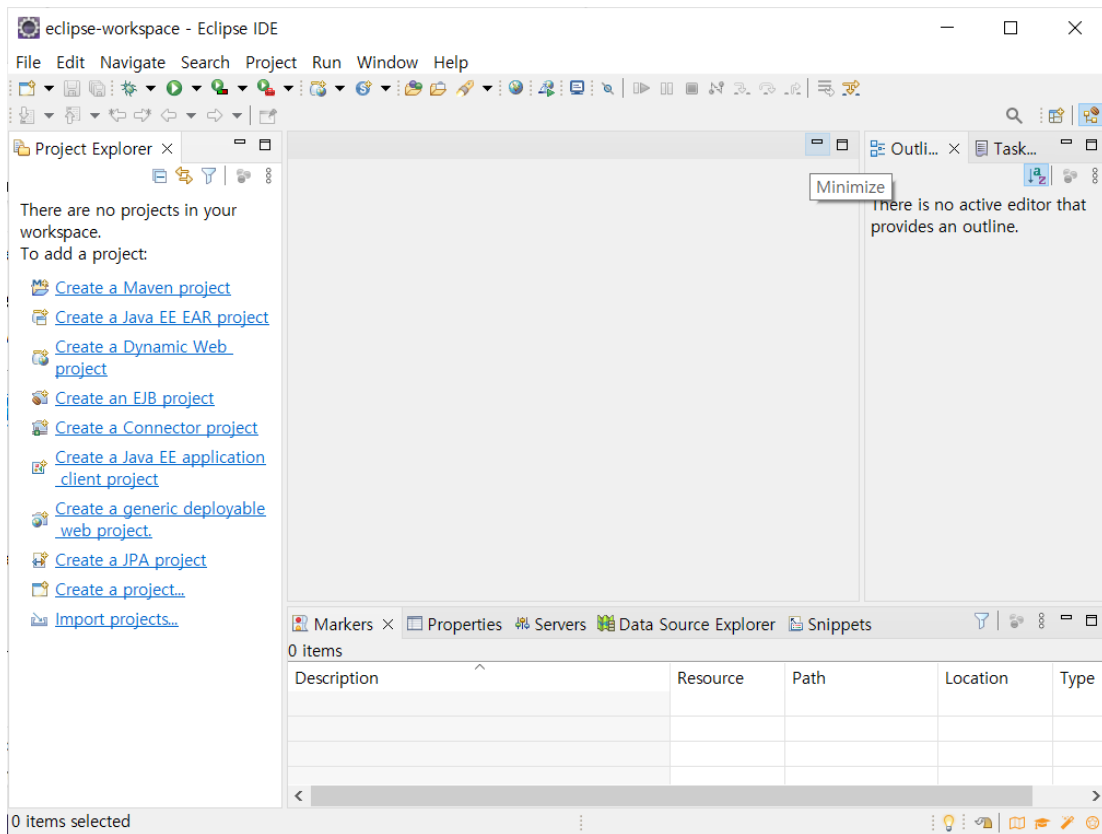 eclipse-workspace - Eclipse IDE
File Edit Navigate Search Project Run Window Help
Project Explorer
Outli...
Task...
Minimize
There are no projects in your
workspace.
To add a project:
There is no active editor that
provides an outline.
Create a Maven project
Create a Java EE EAR project
Create a Dynamic Web
project
Create an EJB project
Create a Connector project
Create a Java EE application
client project
Create a generic deployable
web project.
Create a JPA project
Create a project...
Import projects...
Markers Properties Servers Data Source Explorer Snippets
0 items
Description Resource Path Location Type
0 items selected